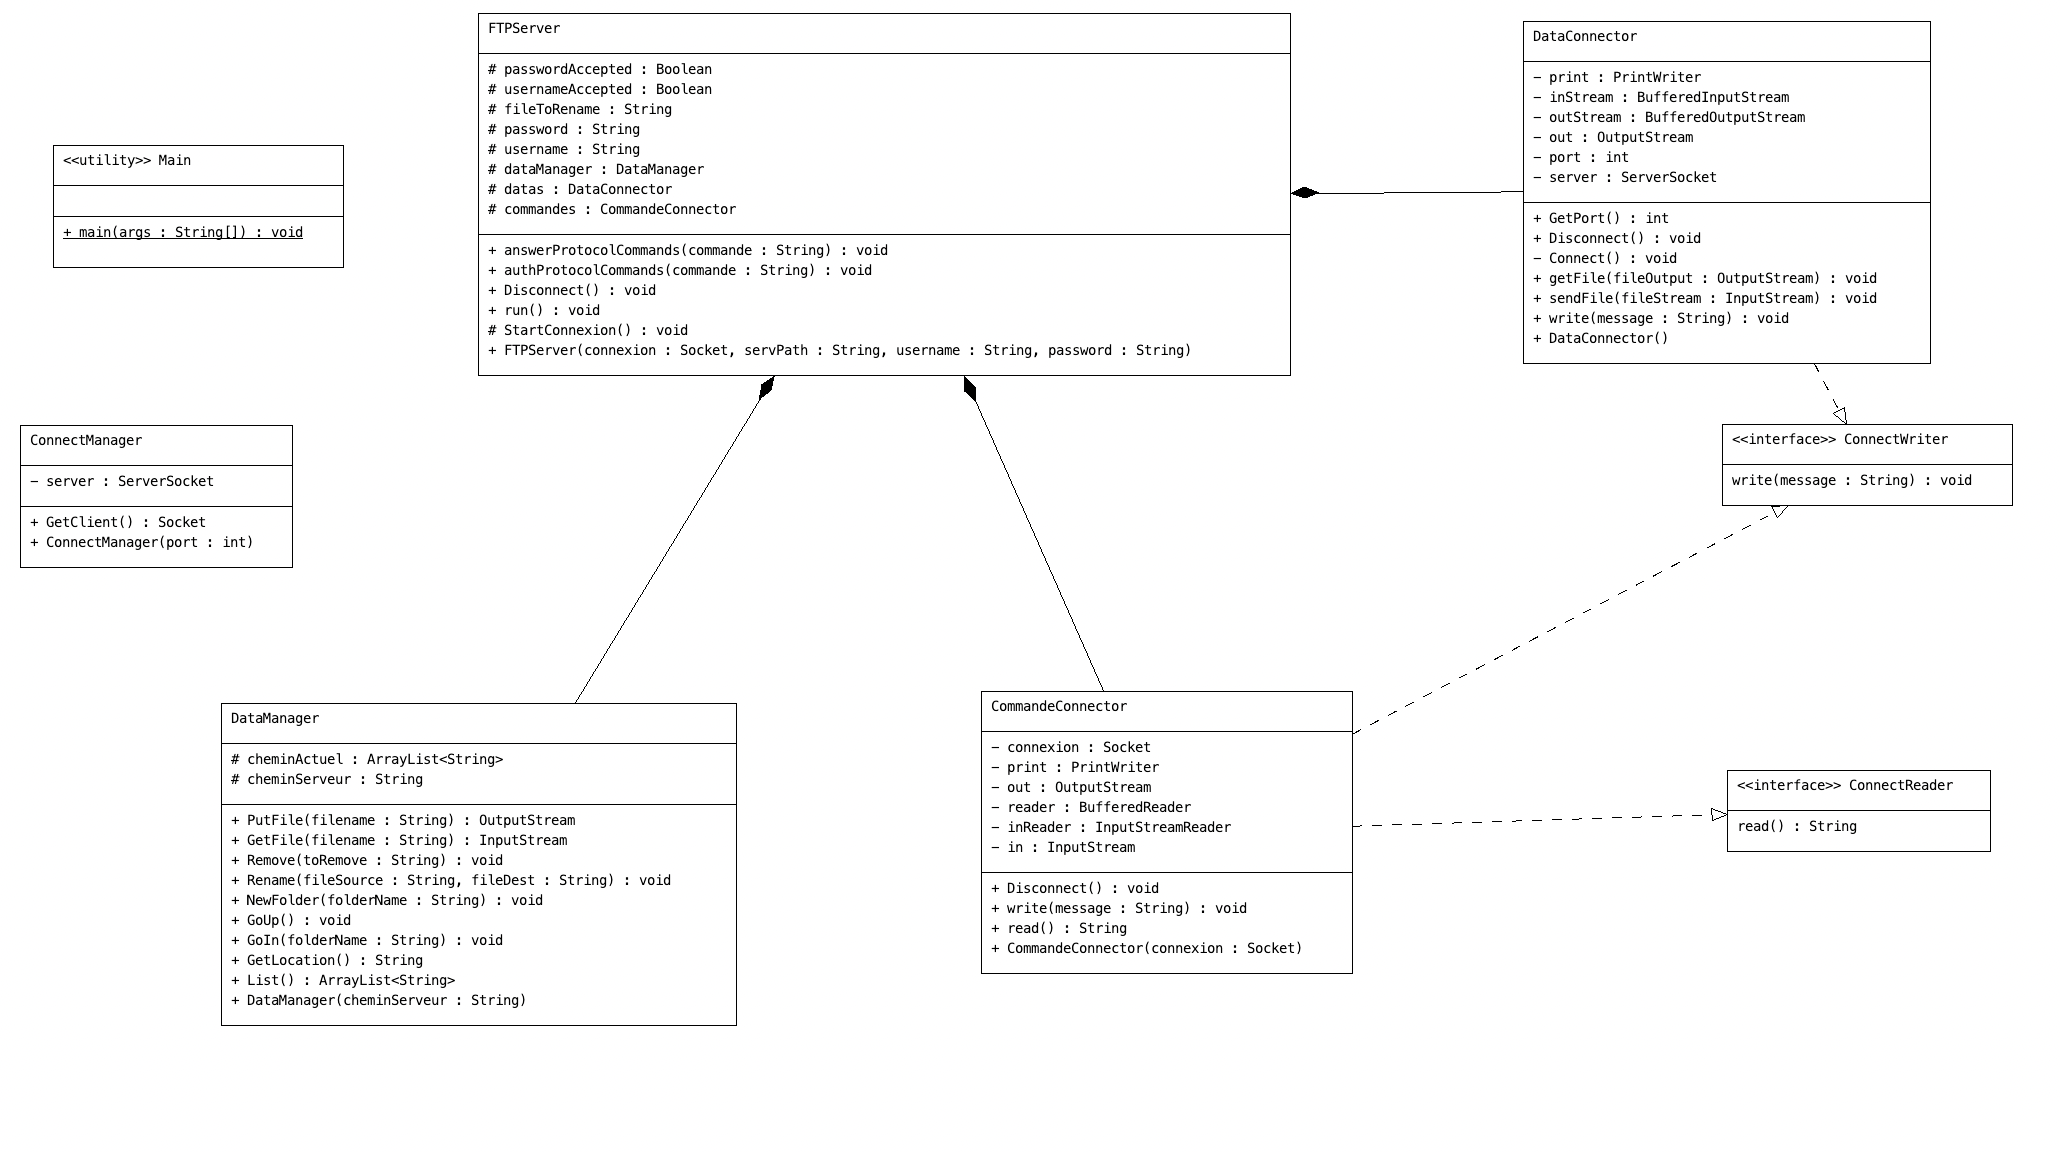 FTPServer
# passwordAccepted : Boolean
# usernameAccepted : Boolean
# fileToRename : String
# password : String
# username : String
# dataManager : DataManager
# datas : DataConnector
# commandes : CommandeConnector
+ answerProtocolCommands(commande : String) : void
+ authProtocolCommands(commande : String) : void
+ Disconnect() : void
+ run() : void
# StartConnexion() : void
+ FTPServer(connexion : Socket, servPath : String, username : String, password : String)
DataConnector
− print : PrintWriter
− inStream : BufferedInputStream
− outStream : BufferedOutputStream
− out : OutputStream
− port : int
− server : ServerSocket
+ GetPort() : int
+ Disconnect() : void
− Connect() : void
+ getFile(fileOutput : OutputStream) : void
+ sendFile(fileStream : InputStream) : void
+ write(message : String) : void
+ DataConnector()
<<utility>> Main
+ main(args : String[]) : void
ConnectManager
− server : ServerSocket
+ GetClient() : Socket
+ ConnectManager(port : int)
<<interface>> ConnectWriter
write(message : String) : void
DataManager
# cheminActuel : ArrayList<String>
# cheminServeur : String
+ PutFile(filename : String) : OutputStream
+ GetFile(filename : String) : InputStream
+ Remove(toRemove : String) : void
+ Rename(fileSource : String, fileDest : String) : void
+ NewFolder(folderName : String) : void
+ GoUp() : void
+ GoIn(folderName : String) : void
+ GetLocation() : String
+ List() : ArrayList<String>
+ DataManager(cheminServeur : String)
CommandeConnector
− connexion : Socket
− print : PrintWriter
− out : OutputStream
− reader : BufferedReader
− inReader : InputStreamReader
− in : InputStream
+ Disconnect() : void
+ write(message : String) : void
+ read() : String
+ CommandeConnector(connexion : Socket)
<<interface>> ConnectReader
read() : String